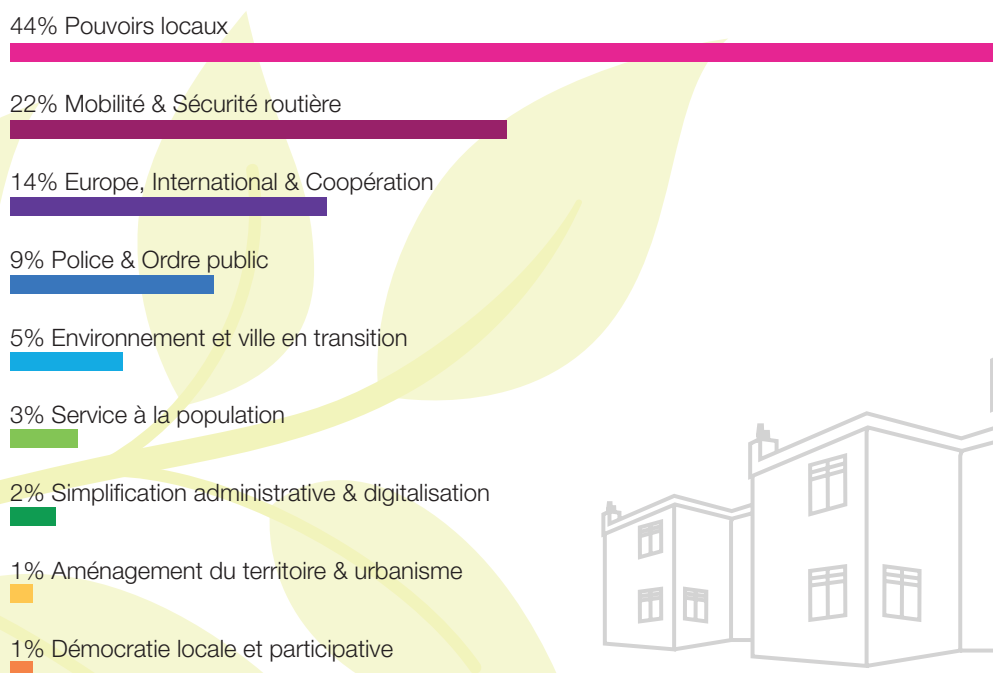 44% Pouvoirs locaux
22% Mobilité & Sécurité routière
14% Europe, International & Coopération
9% Police & Ordre public
5% Environnement et ville en transition
3% Service à la population
2% Simplification administrative & digitalisation
1% Aménagement du territoire & urbanisme
1% Démocratie locale et participative